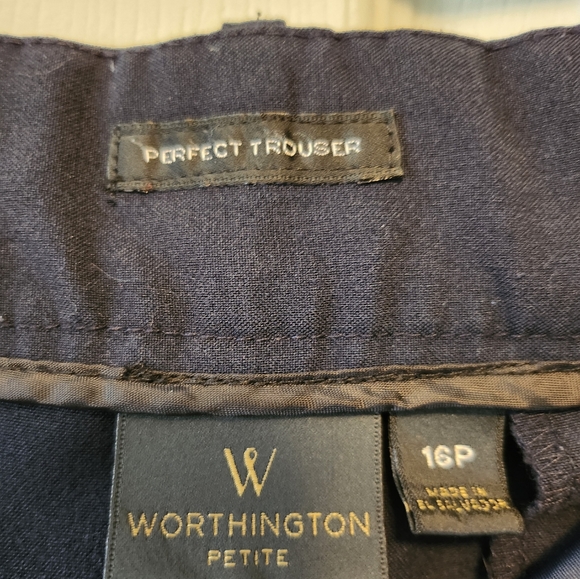 PERFECT TROUSER
W
WORTHINGTON
PETITE
16P
MADE IN
EL SALVADOR